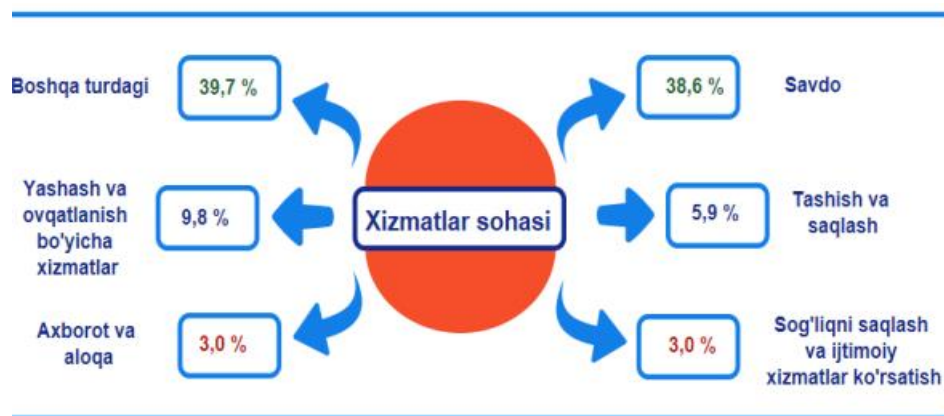 Boshqa turdagi
39,7 %
38,6 %
Savdo
Yashash va
ovqatlanish
bo'yicha
xizmatlar
9,8 %
Xizmatlar sohasi
5,9 %
Tashish va
saqlash
Axborot va
aloqa
3,0 %
3,0 %
Sog'liqni saqlash
va ijtimoiy
xizmatlar ko'rsatish